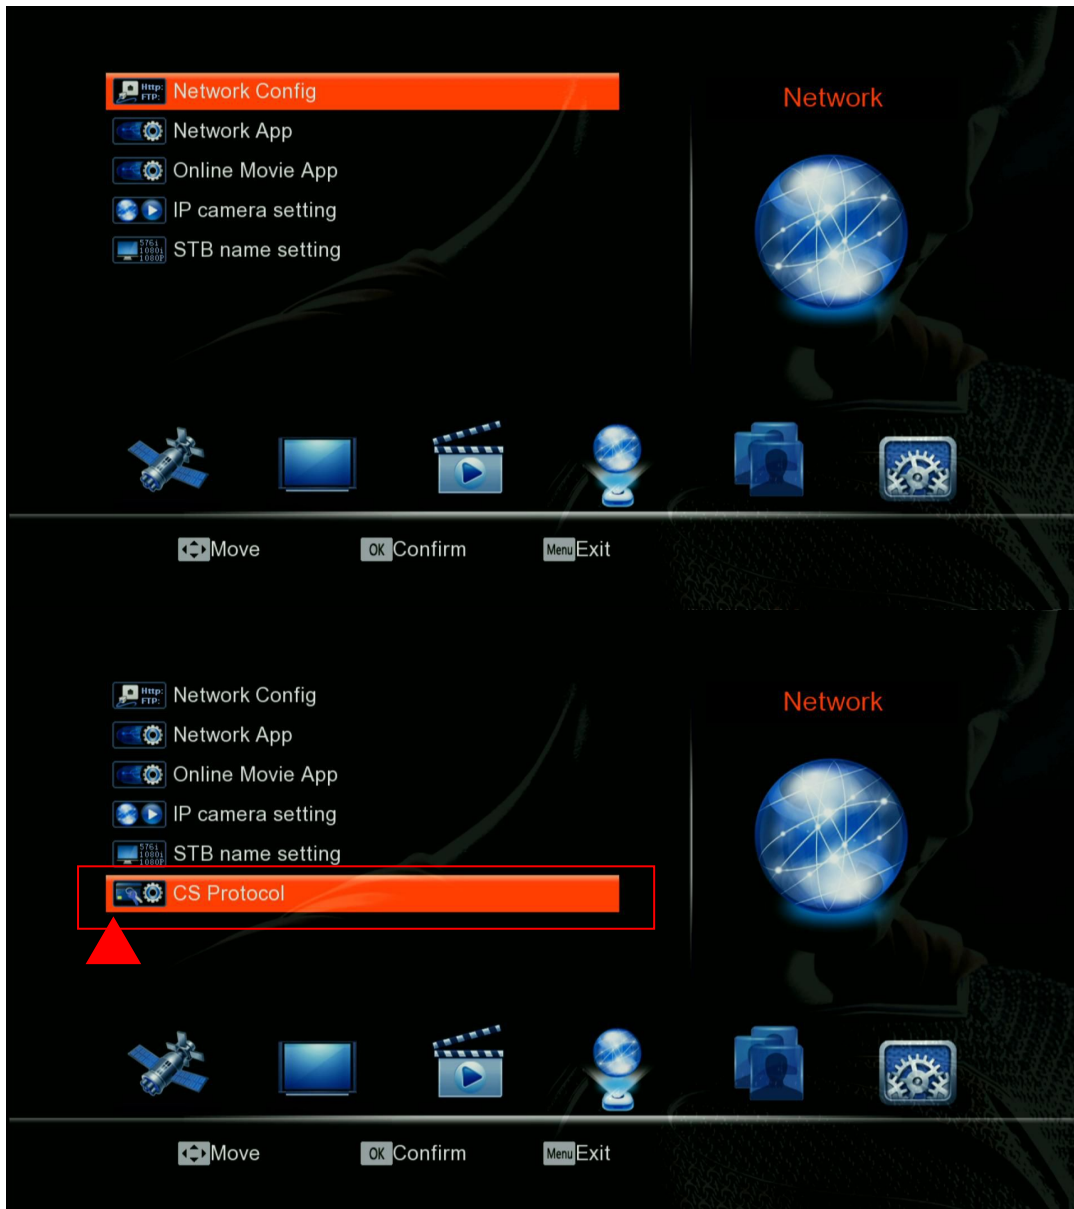 Http:
FTP:
Network Config
Network
Network App
Online Movie App
IP camera setting
576i
1080i
1080P
STB name setting
Move
OK
Confirm
Menu
Exit
Http:
FTP:
Network Config
Network
Network App
Online Movie App
IP camera setting
576i
1080i
1080P
STB name setting
CS Protocol
Move
OK
Confirm
Menu
Exit